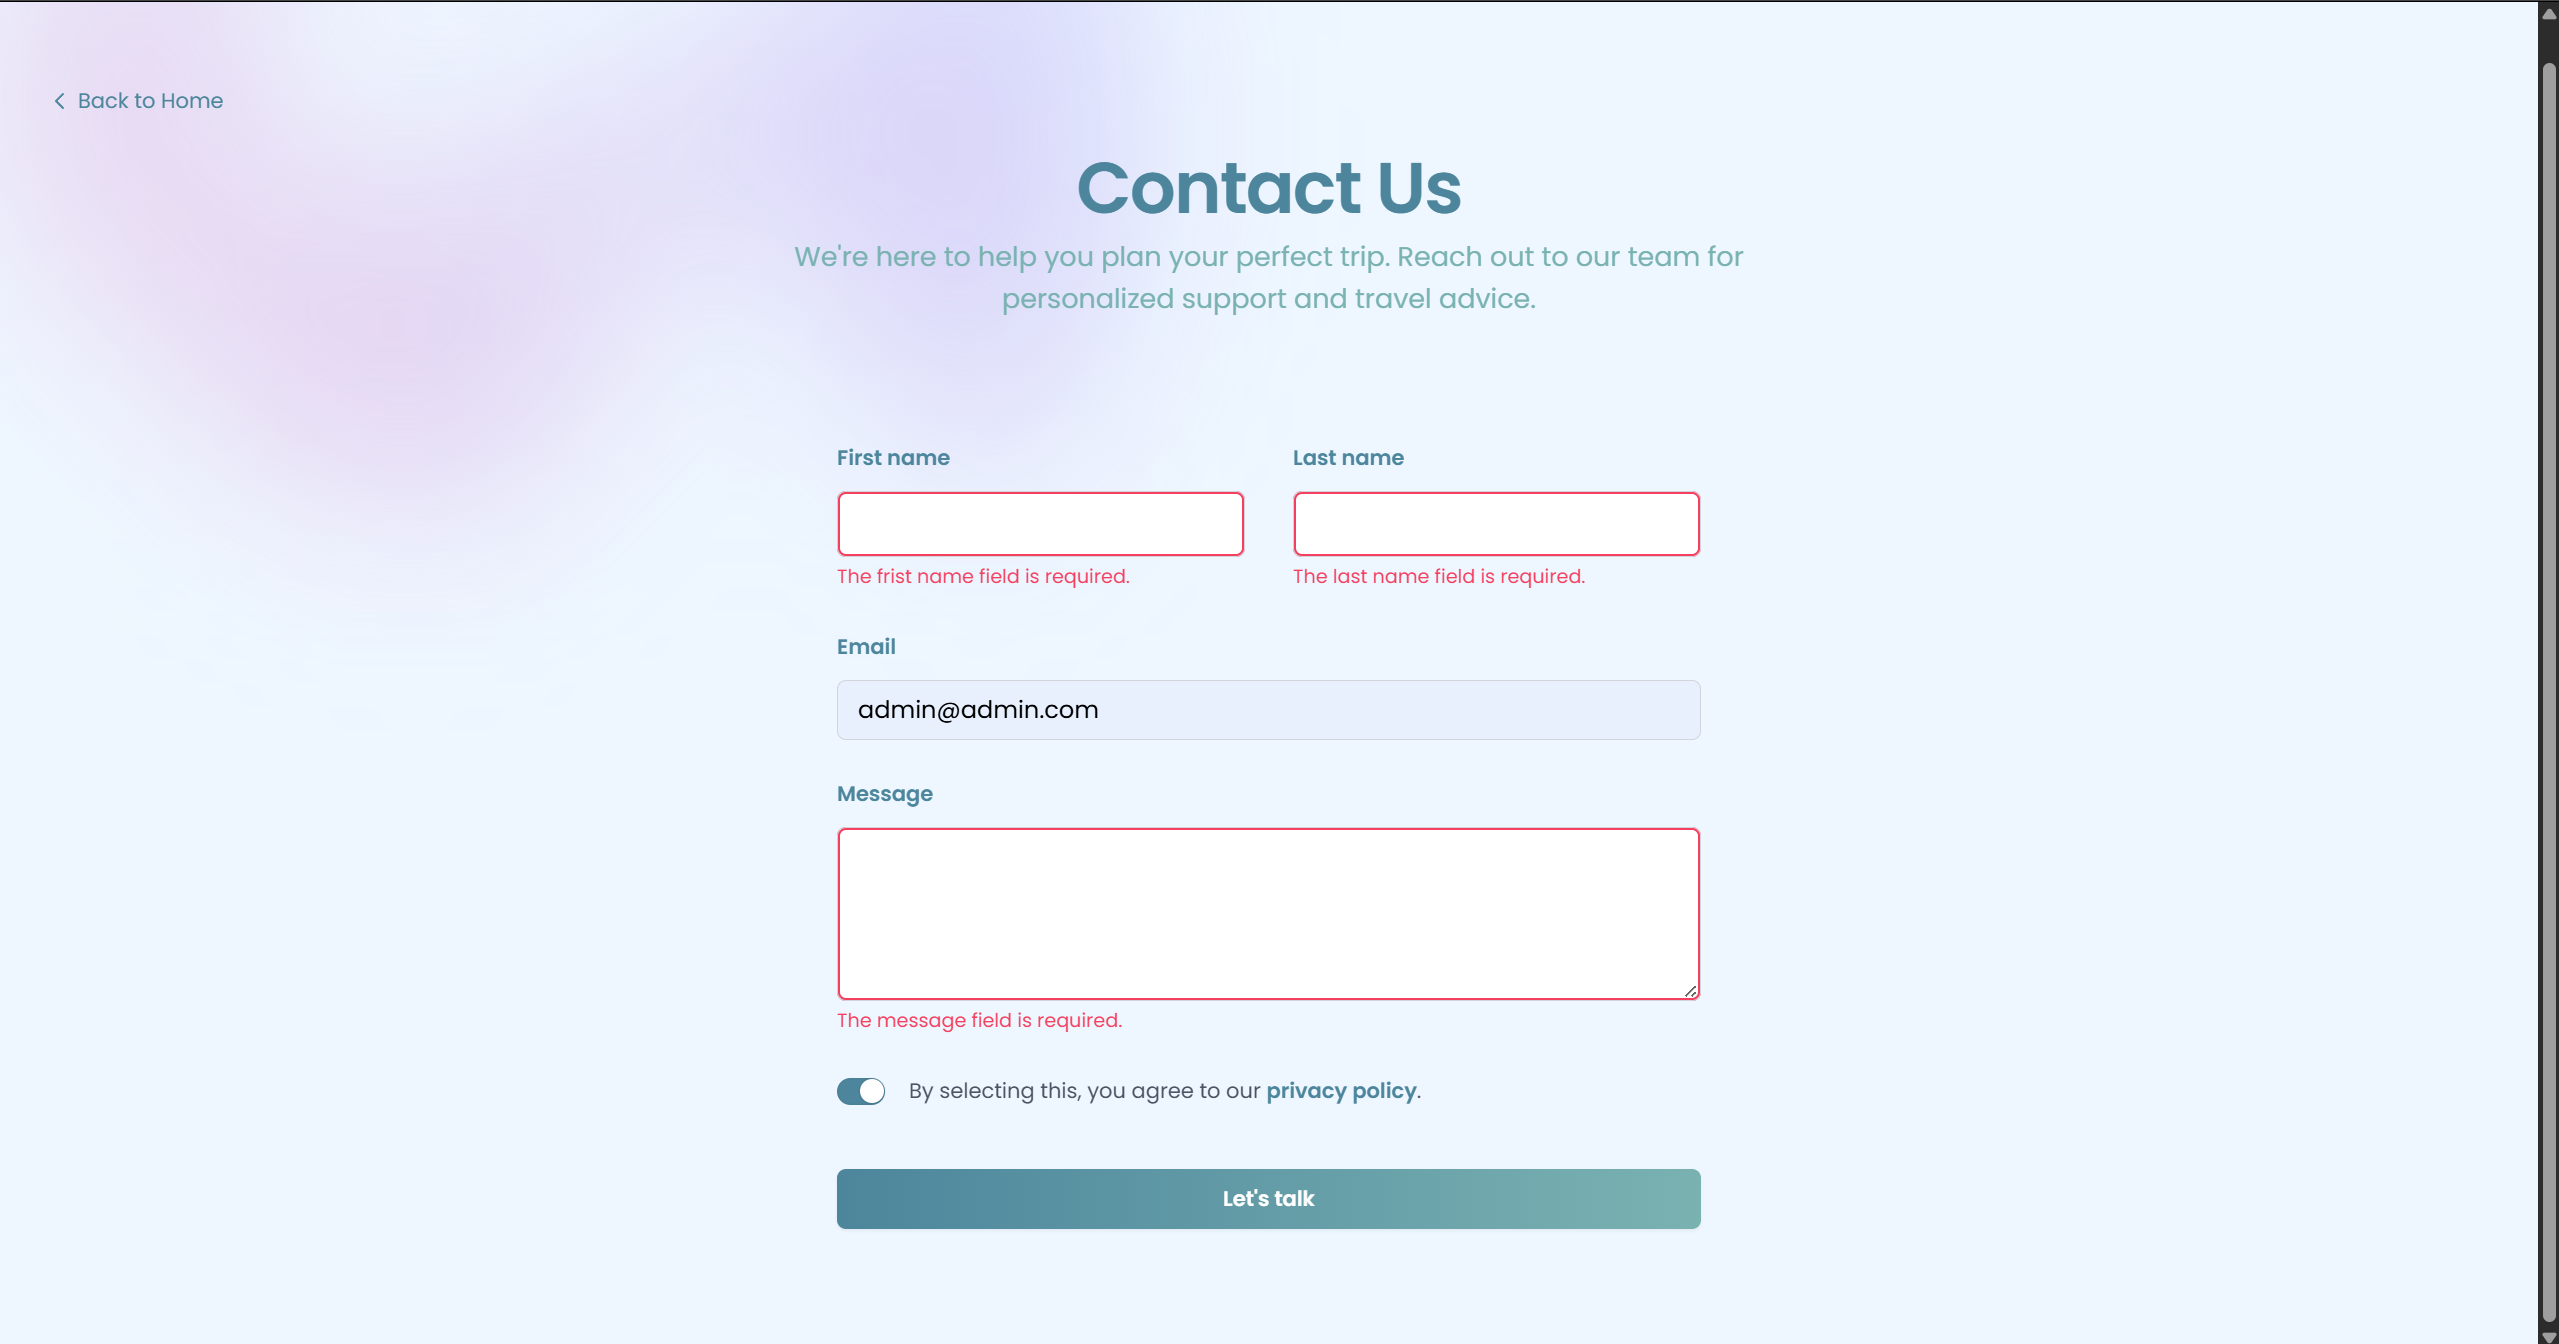 Back to Home
Contact Us
We're here to help you plan your perfect trip. Reach out to our team for
personalized support and travel advice.
First name
Last name
The frist name field is required.
The last name field is required.
Email
admin@admin.com
Message
The message field is required.
By selecting this, you agree to our privacy policy.
Let's talk